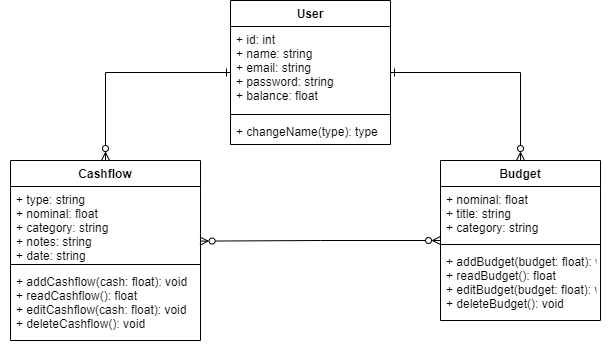 User
+ id: int
+ name: string
+ email: string
+ password: string
+ balance: float
+ changeName(type): type
Cashflow
+ type: string
+ nominal: float
+ category: string
+ notes: string
+ date: string
+ addCashflow(cash: float): void
+ readCashflow(): float
+ editCashflow(cash: float): void
+ deleteCashflow(): void
Budget
+ nominal: float
+ title: string
+ category: string
+ addBudget(budget: float):
+ readBudget(): float
+ editBudget(budget: float):
+ deleteBudget(): void